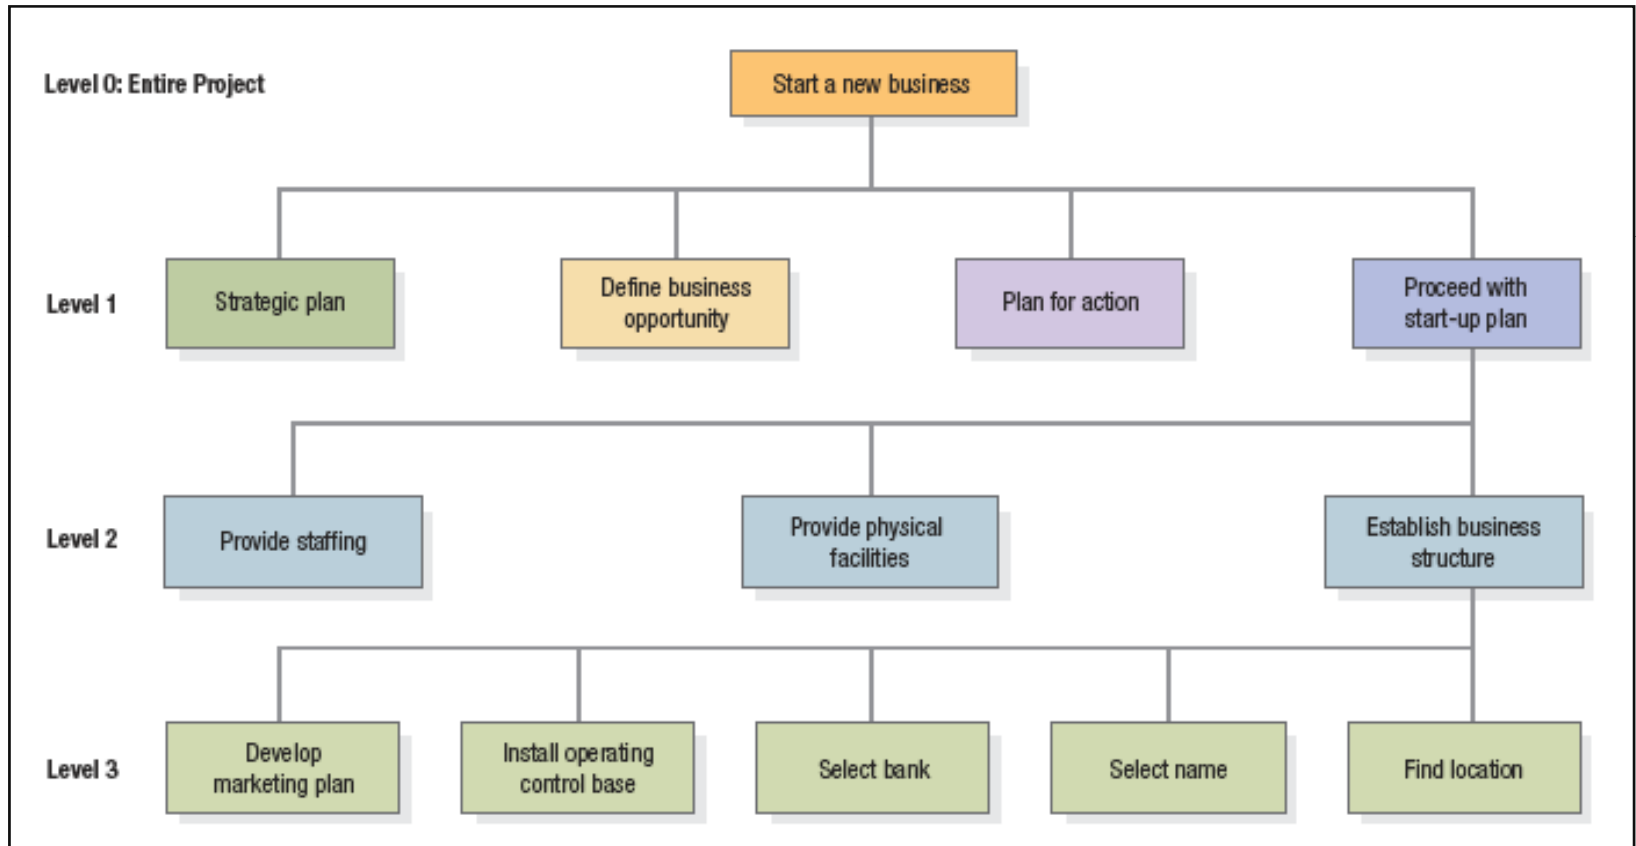 Level 0: Entire Project
Start a new business
Level 1
Strategic plan
Define business
opportunity
Plan for action
Proceed with
start-up plan
Level 2
Provide staffing
Provide physical
facilities
Establish business
structure
Level 3
Develop
marketing plan
Install operating
control base
Select bank
Select name
Find location